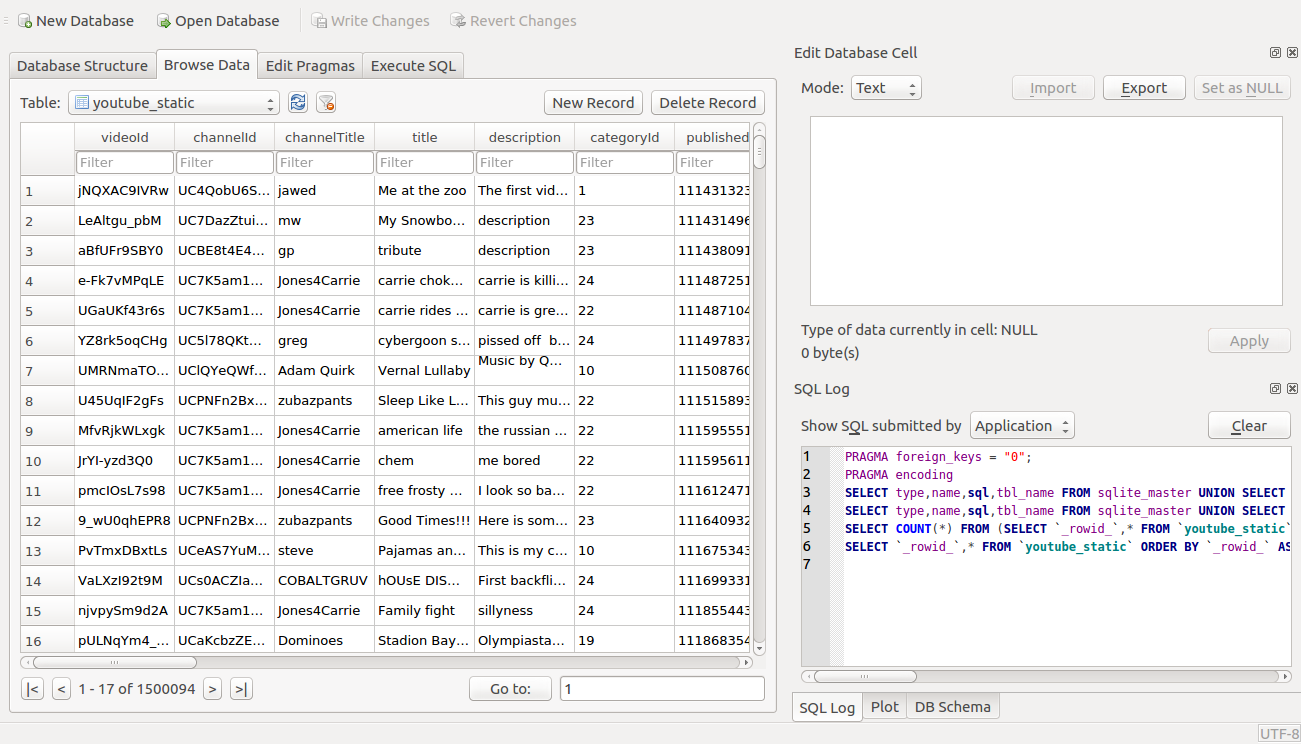 New Database Open Database Write Changes Revert Changes
Database Structure Browse Data Edit Pragmas Execute SQL
Table: youtube_static New Record Delete Record
videoId channelId channelTitle title description categoryId published
Filter Filter Filter Filter Filter Filter Filter
1 jNQXAC9IVRw UC4QobU6S... jawed Me at the zoo The first vid... 1 111431323
2 LeAltgu_pbM UC7DazZtui... mw My Snowbo... description 23 111431496
3 aBfUFr9SBY0 UCBE8t4E4... gp tribute description 23 111438091
4 e-Fk7vMPqLE UC7K5am1... Jones4Carrie carrie chok... carrie is killi... 24 111487251
5 UGaUKf43r6s UC7K5am1... Jones4Carrie carrie rides ... carrie is gre... 22 111487104
6 YZ8rk5oqCHg UC5l78QKt... greg cybergoon s... pissed off b... 24 111497837
7 UMRNmaTO... UClQYeQWf... Adam Quirk Vernal Lullaby Music by Q... 10 111508760
8 U45UqIF2gFs UCPNFn2Bx... zubazpants Sleep Like L... This guy mu... 22 111515893
9 MfvRjkWLxgk UC7K5am1... Jones4Carrie american life the russian ... 22 111595551
10 JrYI-yzd3Q0 UC7K5am1... Jones4Carrie chem me bored 22 111595611
11 pmcIOsL7s98 UC7K5am1... Jones4Carrie free frosty ... I look so ba... 22 111612471
12 9_wU0qhEPR8 UCPNFn2Bx... zubazpants Good Times!!! Here is som... 23 111640932
13 PvTmxDBxtLs UCeAS7YuM... steve Pajamas an... This is my c... 10 111675343
14 VaLXzI92t9M UCs0ACZIa... COBALTGRUV hOUsE DIS... First backfli... 24 111699331
15 njvpySm9d2A UC7K5am1... Jones4Carrie Family fight sillyness 24 111855443
16 pULNqYm4_... UCaKcbzZE... Dominoes Stadion Bay... Olympiasta... 19 111868354
|< < 1 - 17 of 1500094 > >| Go to: 1
Edit Database Cell
Mode: Text Import Export Set as NULL
Type of data currently in cell: NULL
0 byte(s)
Apply
SQL Log
Show SQL submitted by Application Clear
1 PRAGMA foreign_keys = "0";
2 PRAGMA encoding
3 SELECT type,name,sql,tbl_name FROM sqlite_master UNION SELECT
4 SELECT type,name,sql,tbl_name FROM sqlite_master UNION SELECT
5 SELECT COUNT(*) FROM (SELECT `_rowid_`,* FROM `youtube_static`
6 SELECT `_rowid_`,* FROM `youtube_static` ORDER BY `_rowid_` AS
7
SQL Log Plot DB Schema
UTF-8